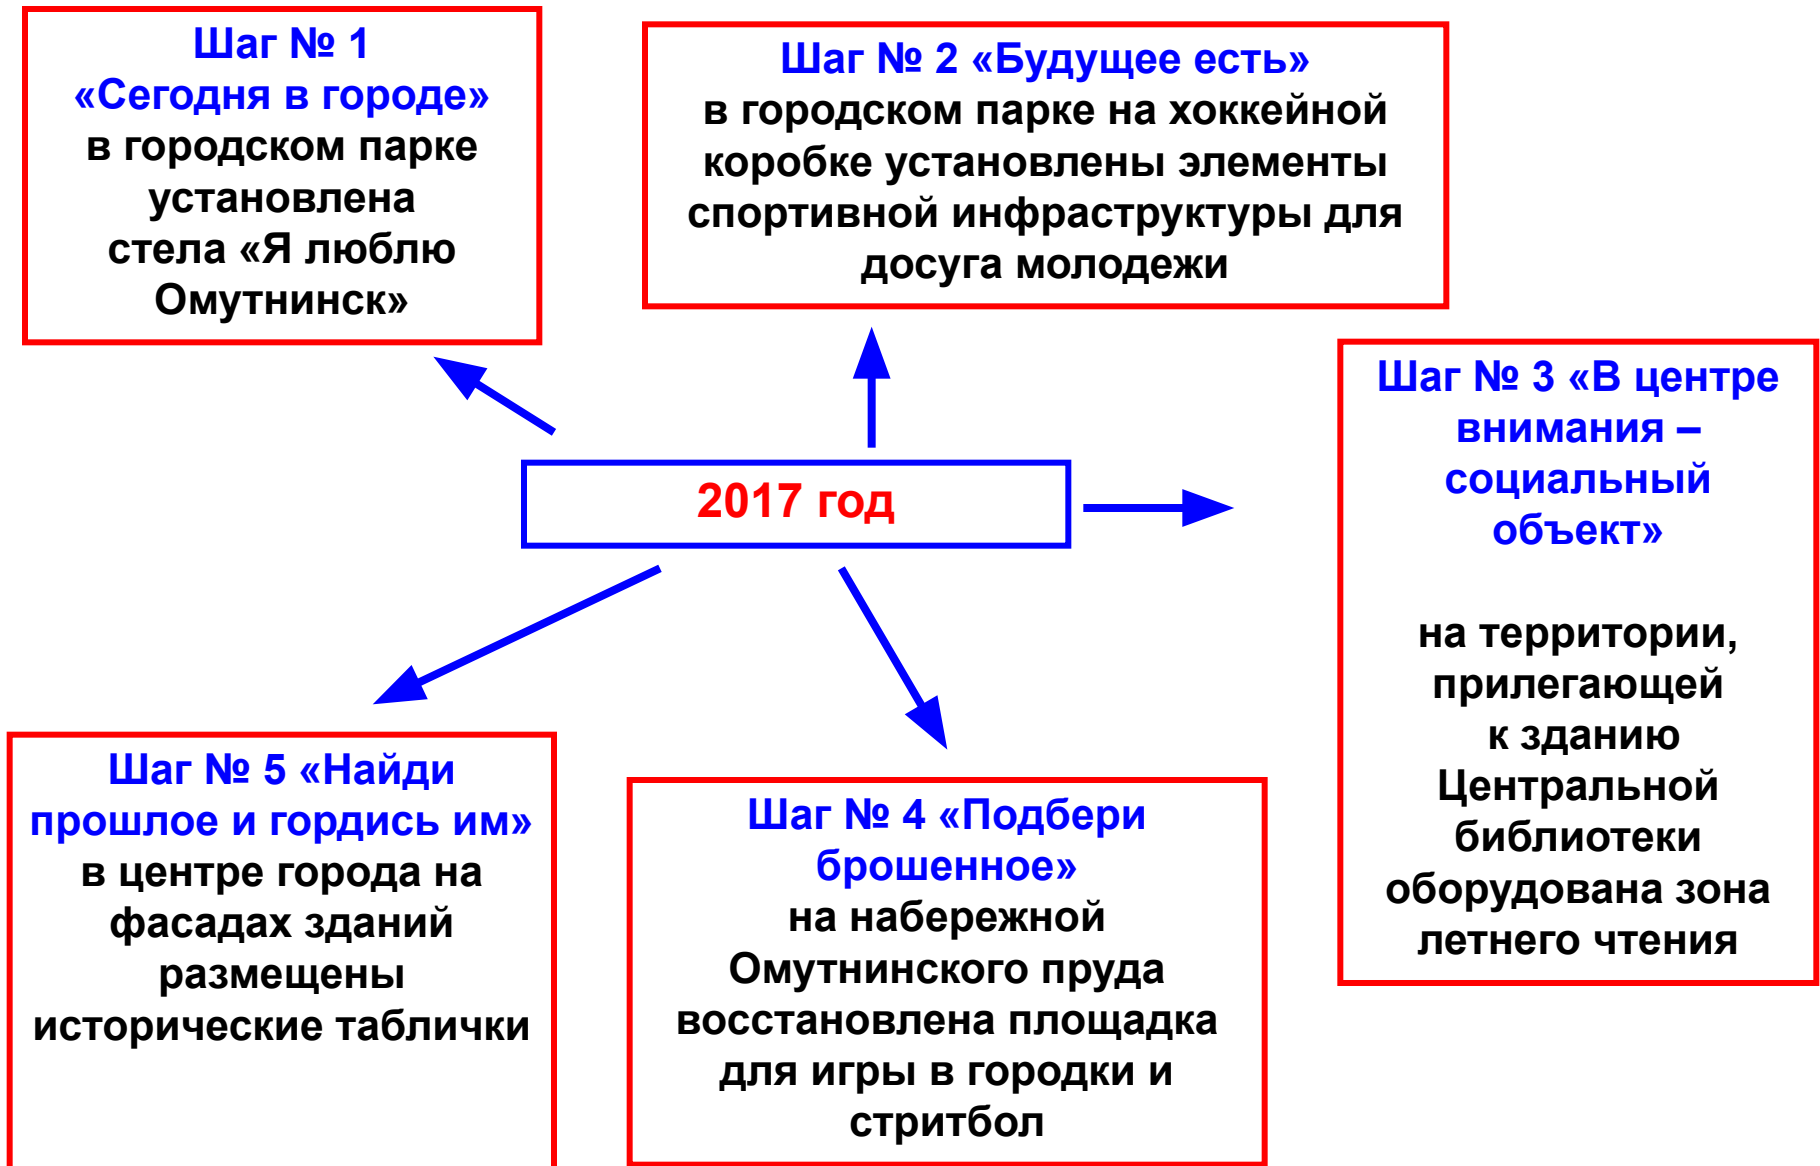 Шаг № 1
«Сегодня в городе»
в городском парке
установлена
стела «Я люблю
Омутнинск»
Шаг № 2 «Будущее есть»
в городском парке на хоккейной
коробке установлены элементы
спортивной инфраструктуры для
досуга молодежи
Шаг № 3 «В центре
внимания –
социальный
объект»
на территории,
прилегающей
к зданию
Центральной
библиотеки
оборудована зона
летнего чтения
2017 год
Шаг № 5 «Найди
прошлое и гордись им»
в центре города на
фасадах зданий
размещены
исторические таблички
Шаг № 4 «Подбери
брошенное»
на набережной
Омутнинского пруда
восстановлена площадка
для игры в городки и
стритбол